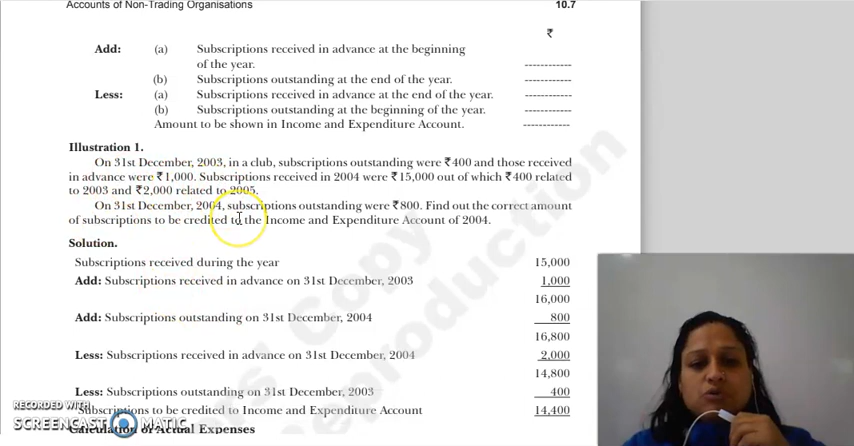 Accounts of Non-Trading Organisations 10.7
₹
Add: (a) Subscriptions received in advance at the beginning
of the year. ------------
(b) Subscriptions outstanding at the end of the year. ------------
Less: (a) Subscriptions received in advance at the end of the year. ------------
(b) Subscriptions outstanding at the beginning of the year. ------------
Amount to be shown in Income and Expenditure Account. ------------
Illustration 1.
On 31st December, 2003, in a club, subscriptions outstanding were ₹400 and those received
in advance were ₹1,000. Subscriptions received in 2004 were ₹15,000 out of which ₹400 related
to 2003 and ₹2,000 related to 2005.
On 31st December, 2004, subscriptions outstanding were ₹800. Find out the correct amount
of subscriptions to be credited to the Income and Expenditure Account of 2004.
Solution.
Subscriptions received during the year 15,000
Add: Subscriptions received in advance on 31st December, 2003 1,000
16,000
Add: Subscriptions outstanding on 31st December, 2004 800
16,800
Less: Subscriptions received in advance on 31st December, 2004 2,000
14,800
Less: Subscriptions outstanding on 31st December, 2003 400
Subscriptions to be credited to Income and Expenditure Account 14,400
Calculation of Actual Expenses
Copy
Reproduction
RECORDED WITH
SCREENCAST MATIC